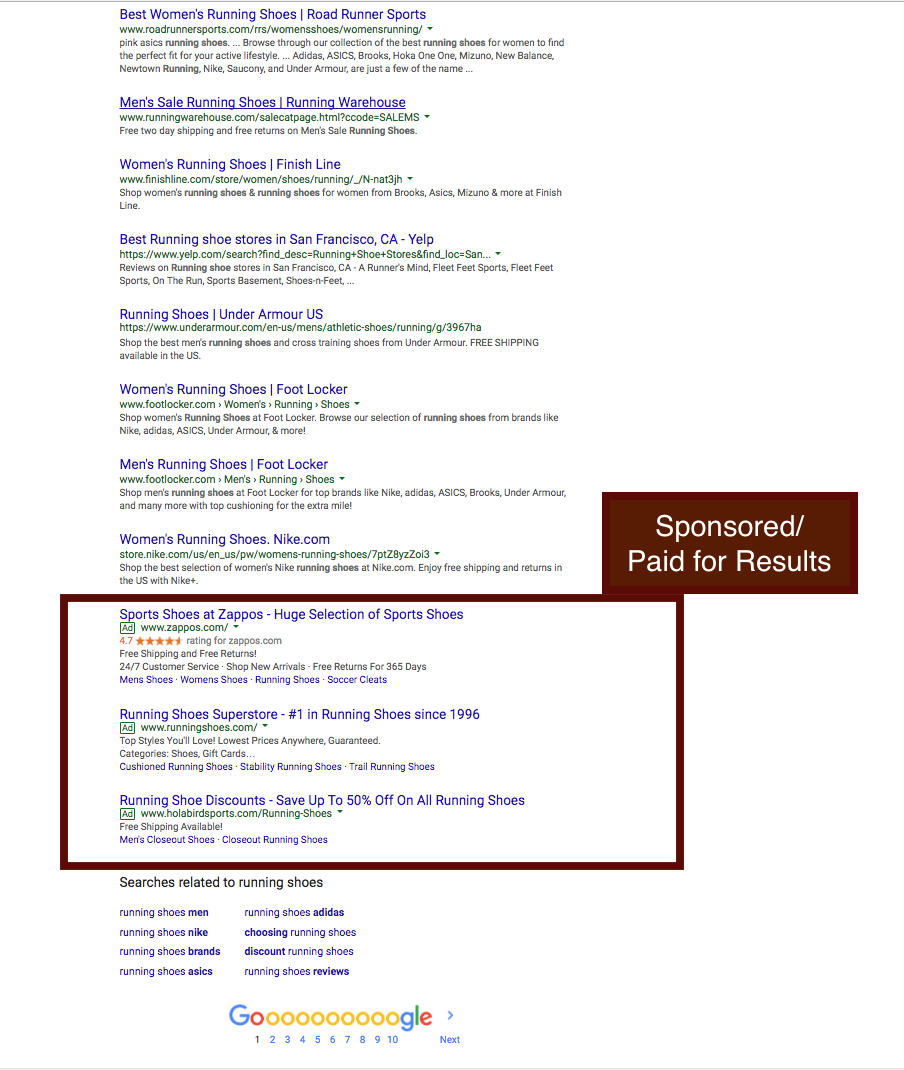 Best Women's Running Shoes | Road Runner Sports
www.roadrunnersports.com/rrs/womensshoes/womensrunning/
pink asics running shoes. ... Browse through our collection of the best running shoes for women to find
the perfect fit for your active lifestyle. ... Adidas, ASICS, Brooks, Hoka One One, Mizuno, New Balance,
Newtown Running, Nike, Saucony, and Under Armour, are just a few of the name ...
Men's Sale Running Shoes | Running Warehouse
www.runningwarehouse.com/salecatpage.html?ccode=SALEMS
Free two day shipping and free returns on Men's Sale Running Shoes.
Women's Running Shoes | Finish Line
www.finishline.com/store/women/shoes/running/_/N-nat3jh
Shop women's running shoes & running shoes for women from Brooks, Asics, Mizuno & more at Finish
Line.
Best Running shoe stores in San Francisco, CA - Yelp
https://www.yelp.com/search?find_desc=Running+Shoe+Stores&find_loc=San...
Reviews on Running shoe stores in San Francisco, CA - A Runner's Mind, Fleet Feet Sports, Fleet Feet
Sports, On The Run, Sports Basement, Shoes-n-Feet, ...
Running Shoes | Under Armour US
https://www.underarmour.com/en-us/mens/athletic-shoes/running/g/3967ha
Shop the best men's running shoes and cross training shoes from Under Armour. FREE SHIPPING
available in the US.
Women's Running Shoes | Foot Locker
www.footlocker.com › Women's › Running › Shoes
Shop women's Running Shoes at Foot Locker. Browse our selection of running shoes from brands like
Nike, adidas, ASICS, Under Armour, & more!
Men's Running Shoes | Foot Locker
www.footlocker.com › Men's › Running › Shoes
Shop men's running shoes at Foot Locker for top brands like Nike, adidas, ASICS, Brooks, Under Armour,
and many more with top cushioning for the extra mile!
Women's Running Shoes. Nike.com
store.nike.com/us/en_us/pw/womens-running-shoes/7ptZ8yzZoi3
Shop the best selection of women's Nike running shoes at Nike.com. Enjoy free shipping and returns in
the US with Nike+.
Sponsored/
Paid for Results
Sports Shoes at Zappos - Huge Selection of Sports Shoes
Ad www.zappos.com/
4.7 ★★★★★ rating for zappos.com
Free Shipping and Free Returns!
24/7 Customer Service · Shop New Arrivals · Free Returns For 365 Days
Mens Shoes · Womens Shoes · Running Shoes · Soccer Cleats
Running Shoes Superstore - #1 in Running Shoes since 1996
Ad www.runningshoes.com/
Top Styles You'll Love! Lowest Prices Anywhere, Guaranteed.
Categories: Shoes, Gift Cards...
Cushioned Running Shoes · Stability Running Shoes · Trail Running Shoes
Running Shoe Discounts - Save Up To 50% Off On All Running Shoes
Ad www.holabirdsports.com/Running-Shoes
Free Shipping Available!
Men's Closeout Shoes · Closeout Running Shoes
Searches related to running shoes
running shoes men running shoes adidas
running shoes nike choosing running shoes
running shoes brands discount running shoes
running shoes asics running shoes reviews
Goooooooooogle >
1 2 3 4 5 6 7 8 9 10 Next